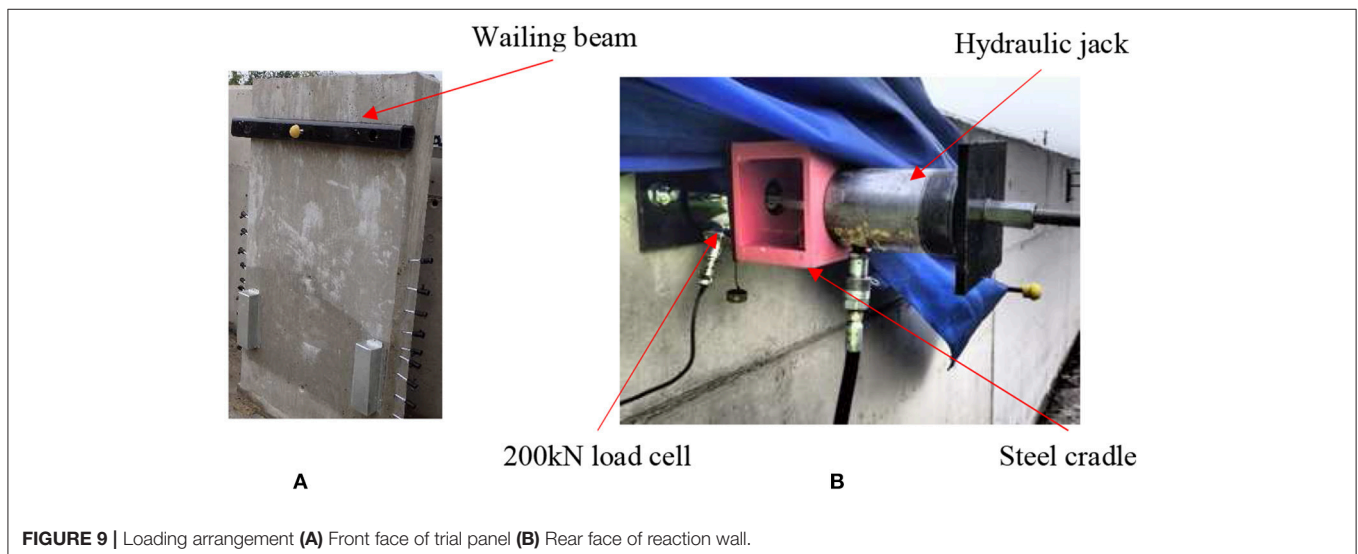 Wailing beam
Hydraulic jack
200kN load cell
Steel cradle
A
B
FIGURE 9 | Loading arrangement (A) Front face of trial panel (B) Rear face of reaction wall.